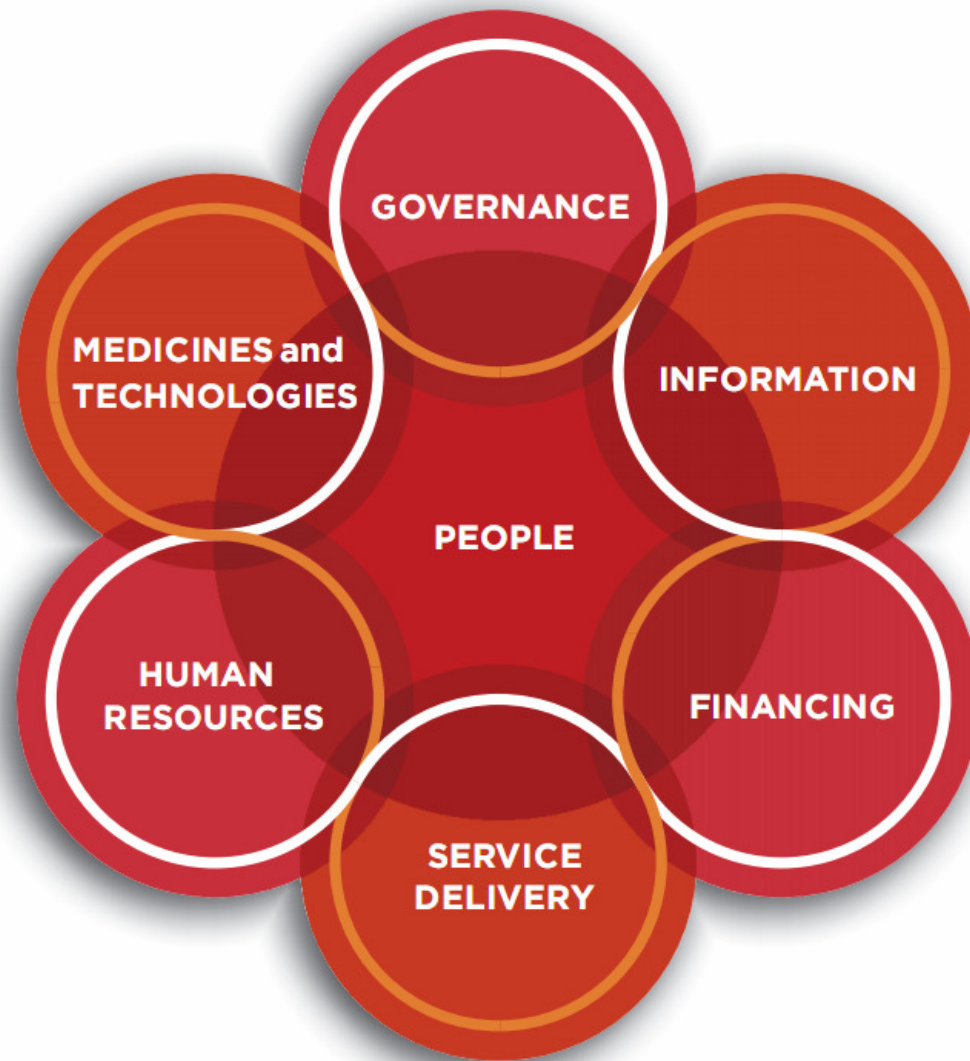 GOVERNANCE
MEDICINES and
TECHNOLOGIES
INFORMATION
PEOPLE
HUMAN
RESOURCES
FINANCING
SERVICE
DELIVERY